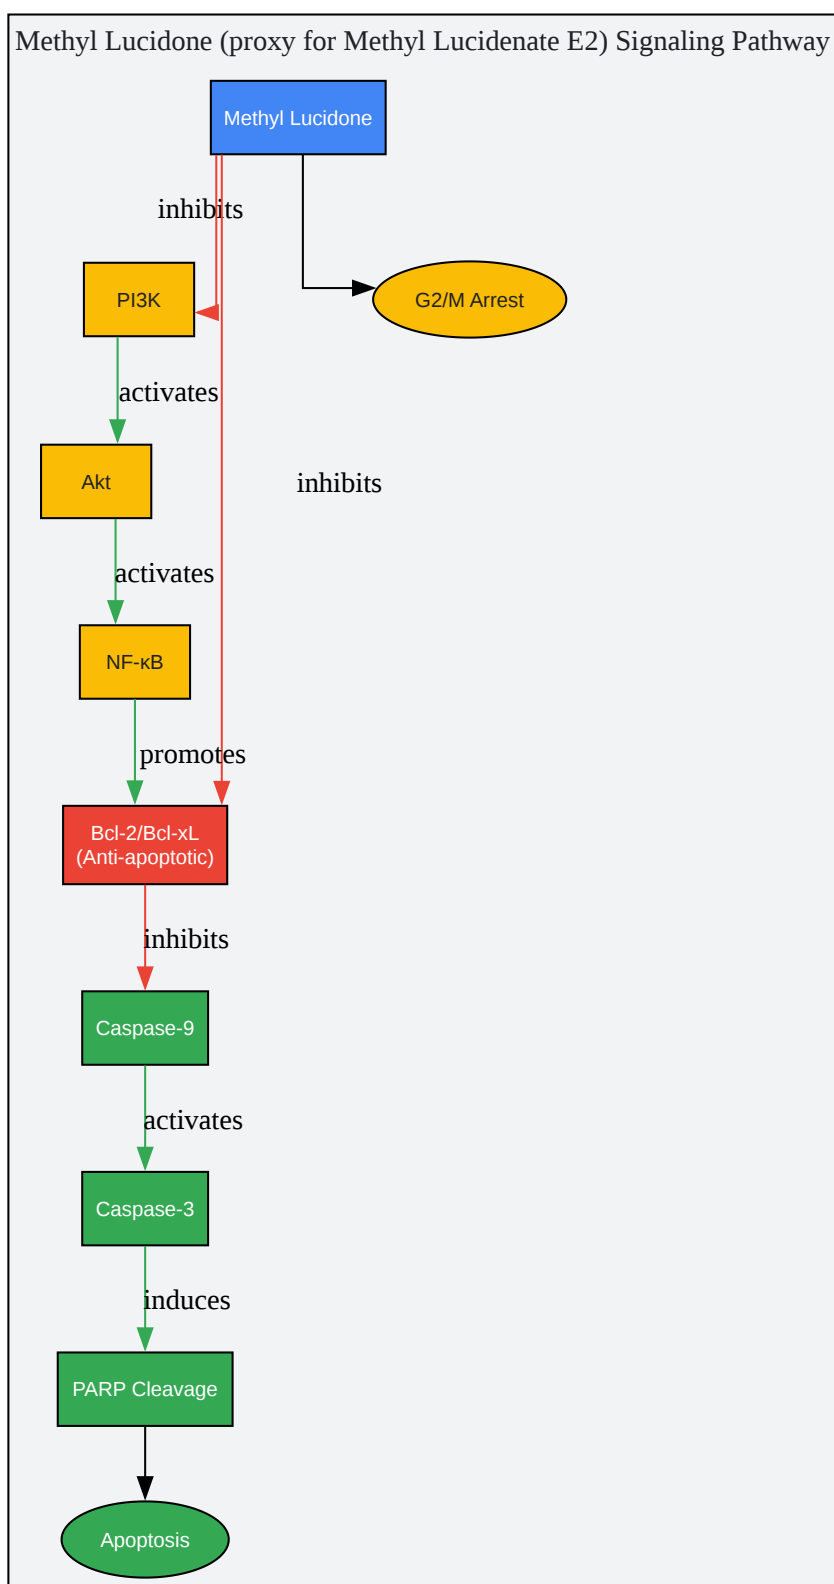 Methyl Lucidone (proxy for Methyl Lucidenate E2) Signaling Pathway
Methyl Lucidone
inhibits
PI3K
G2/M Arrest
activates
Akt
inhibits
activates
NF-κB
promotes
Bcl-2/Bcl-xL
(Anti-apoptotic)
inhibits
Caspase-9
activates
Caspase-3
induces
PARP Cleavage
Apoptosis